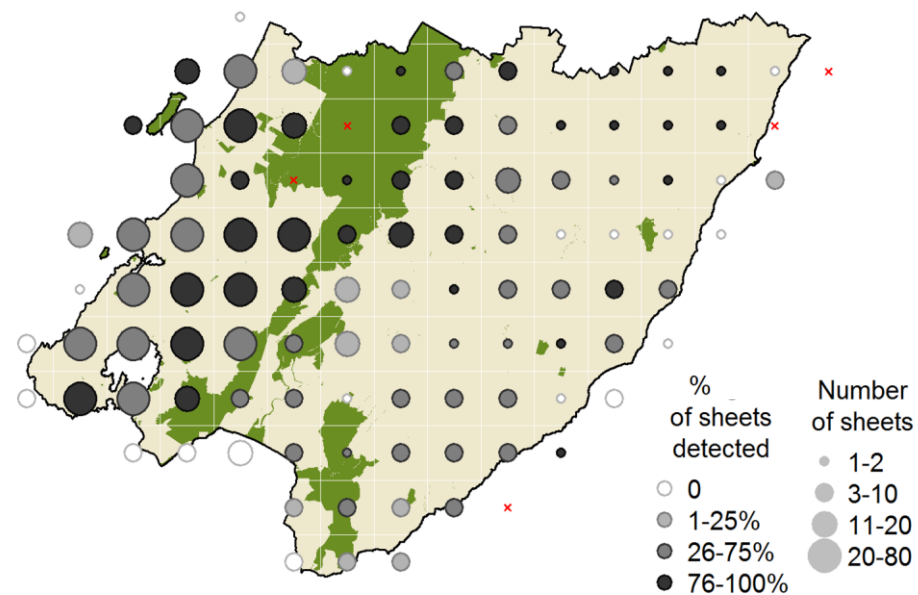 %
of sheets
detected
0
1-25%
26-75%
76-100%
Number
of sheets
1-2
3-10
11-20
20-80